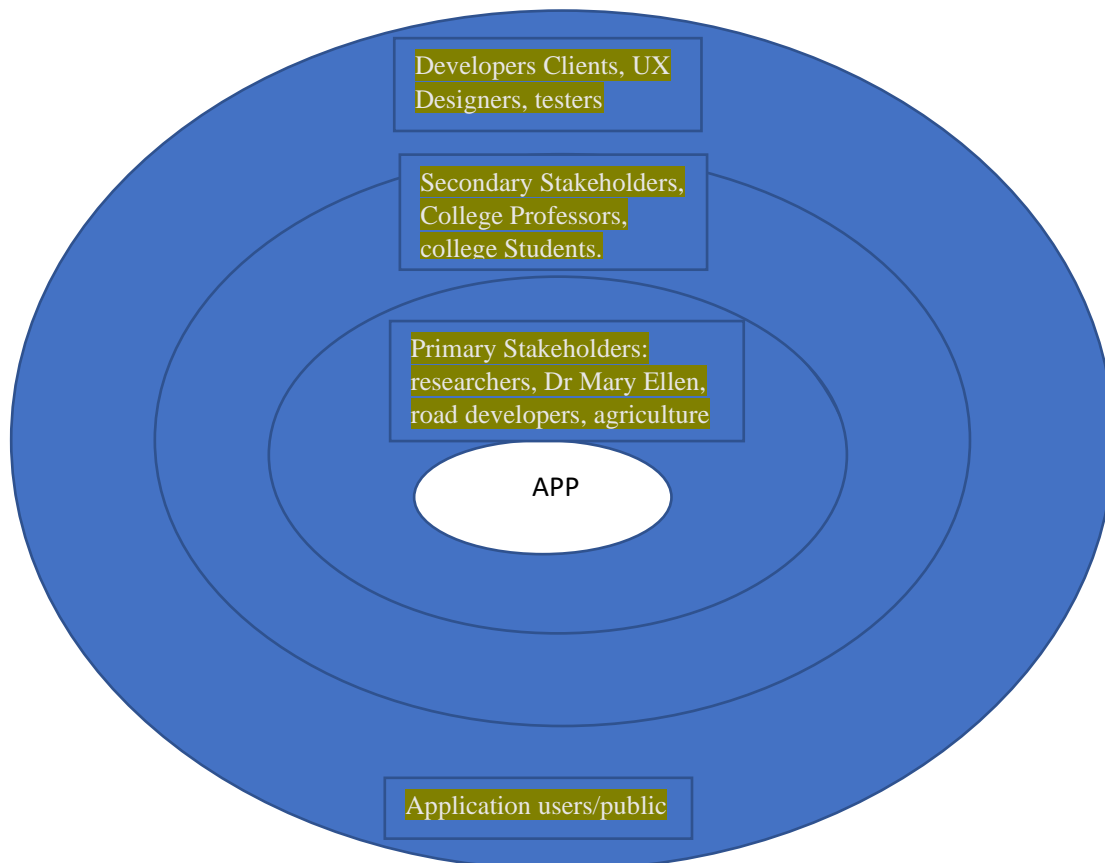 Developers Clients, UX
Designers, testers
Secondary Stakeholders,
College Professors,
college Students.
Primary Stakeholders:
researchers, Dr Mary Ellen,
road developers, agriculture
APP
Application users/public